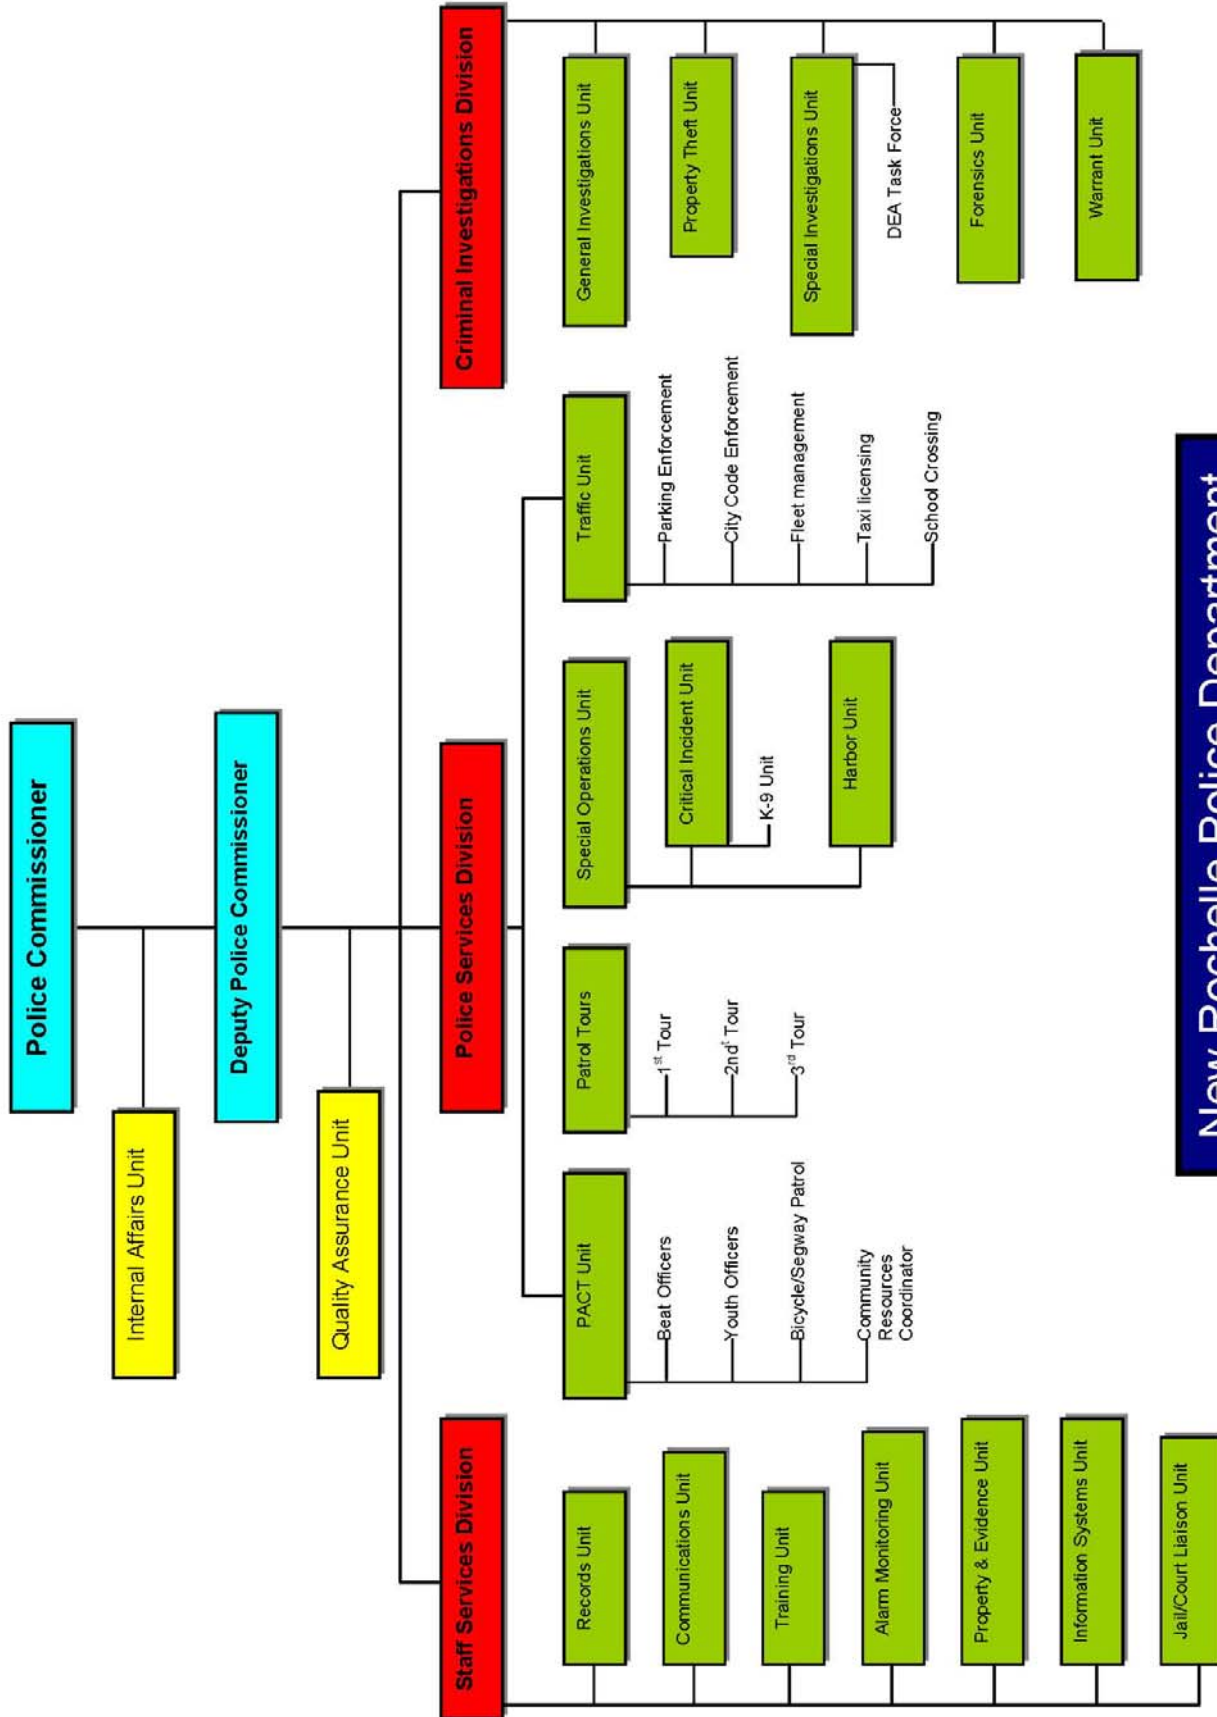 Police Commissioner
Internal Affairs Unit
Deputy Police Commissioner
Quality Assurance Unit
Staff Services Division
Police Services Division
Criminal Investigations Division
Records Unit
Communications Unit
Training Unit
Alarm Monitoring Unit
Property & Evidence Unit
Information Systems Unit
Jail/Court Liaison Unit
PACT Unit
Beat Officers
Youth Officers
Bicycle/Segway Patrol
Community
Resources
Coordinator
Patrol Tours
1st Tour
2ndt Tour
3rd Tour
Special Operations Unit
Critical Incident Unit
K-9 Unit
Harbor Unit
Traffic Unit
Parking Enforcement
City Code Enforcement
Fleet management
Taxi licensing
School Crossing
General Investigations Unit
Property Theft Unit
Special Investigations Unit
DEA Task Force
Forensics Unit
Warrant Unit
New Rochelle Police Department